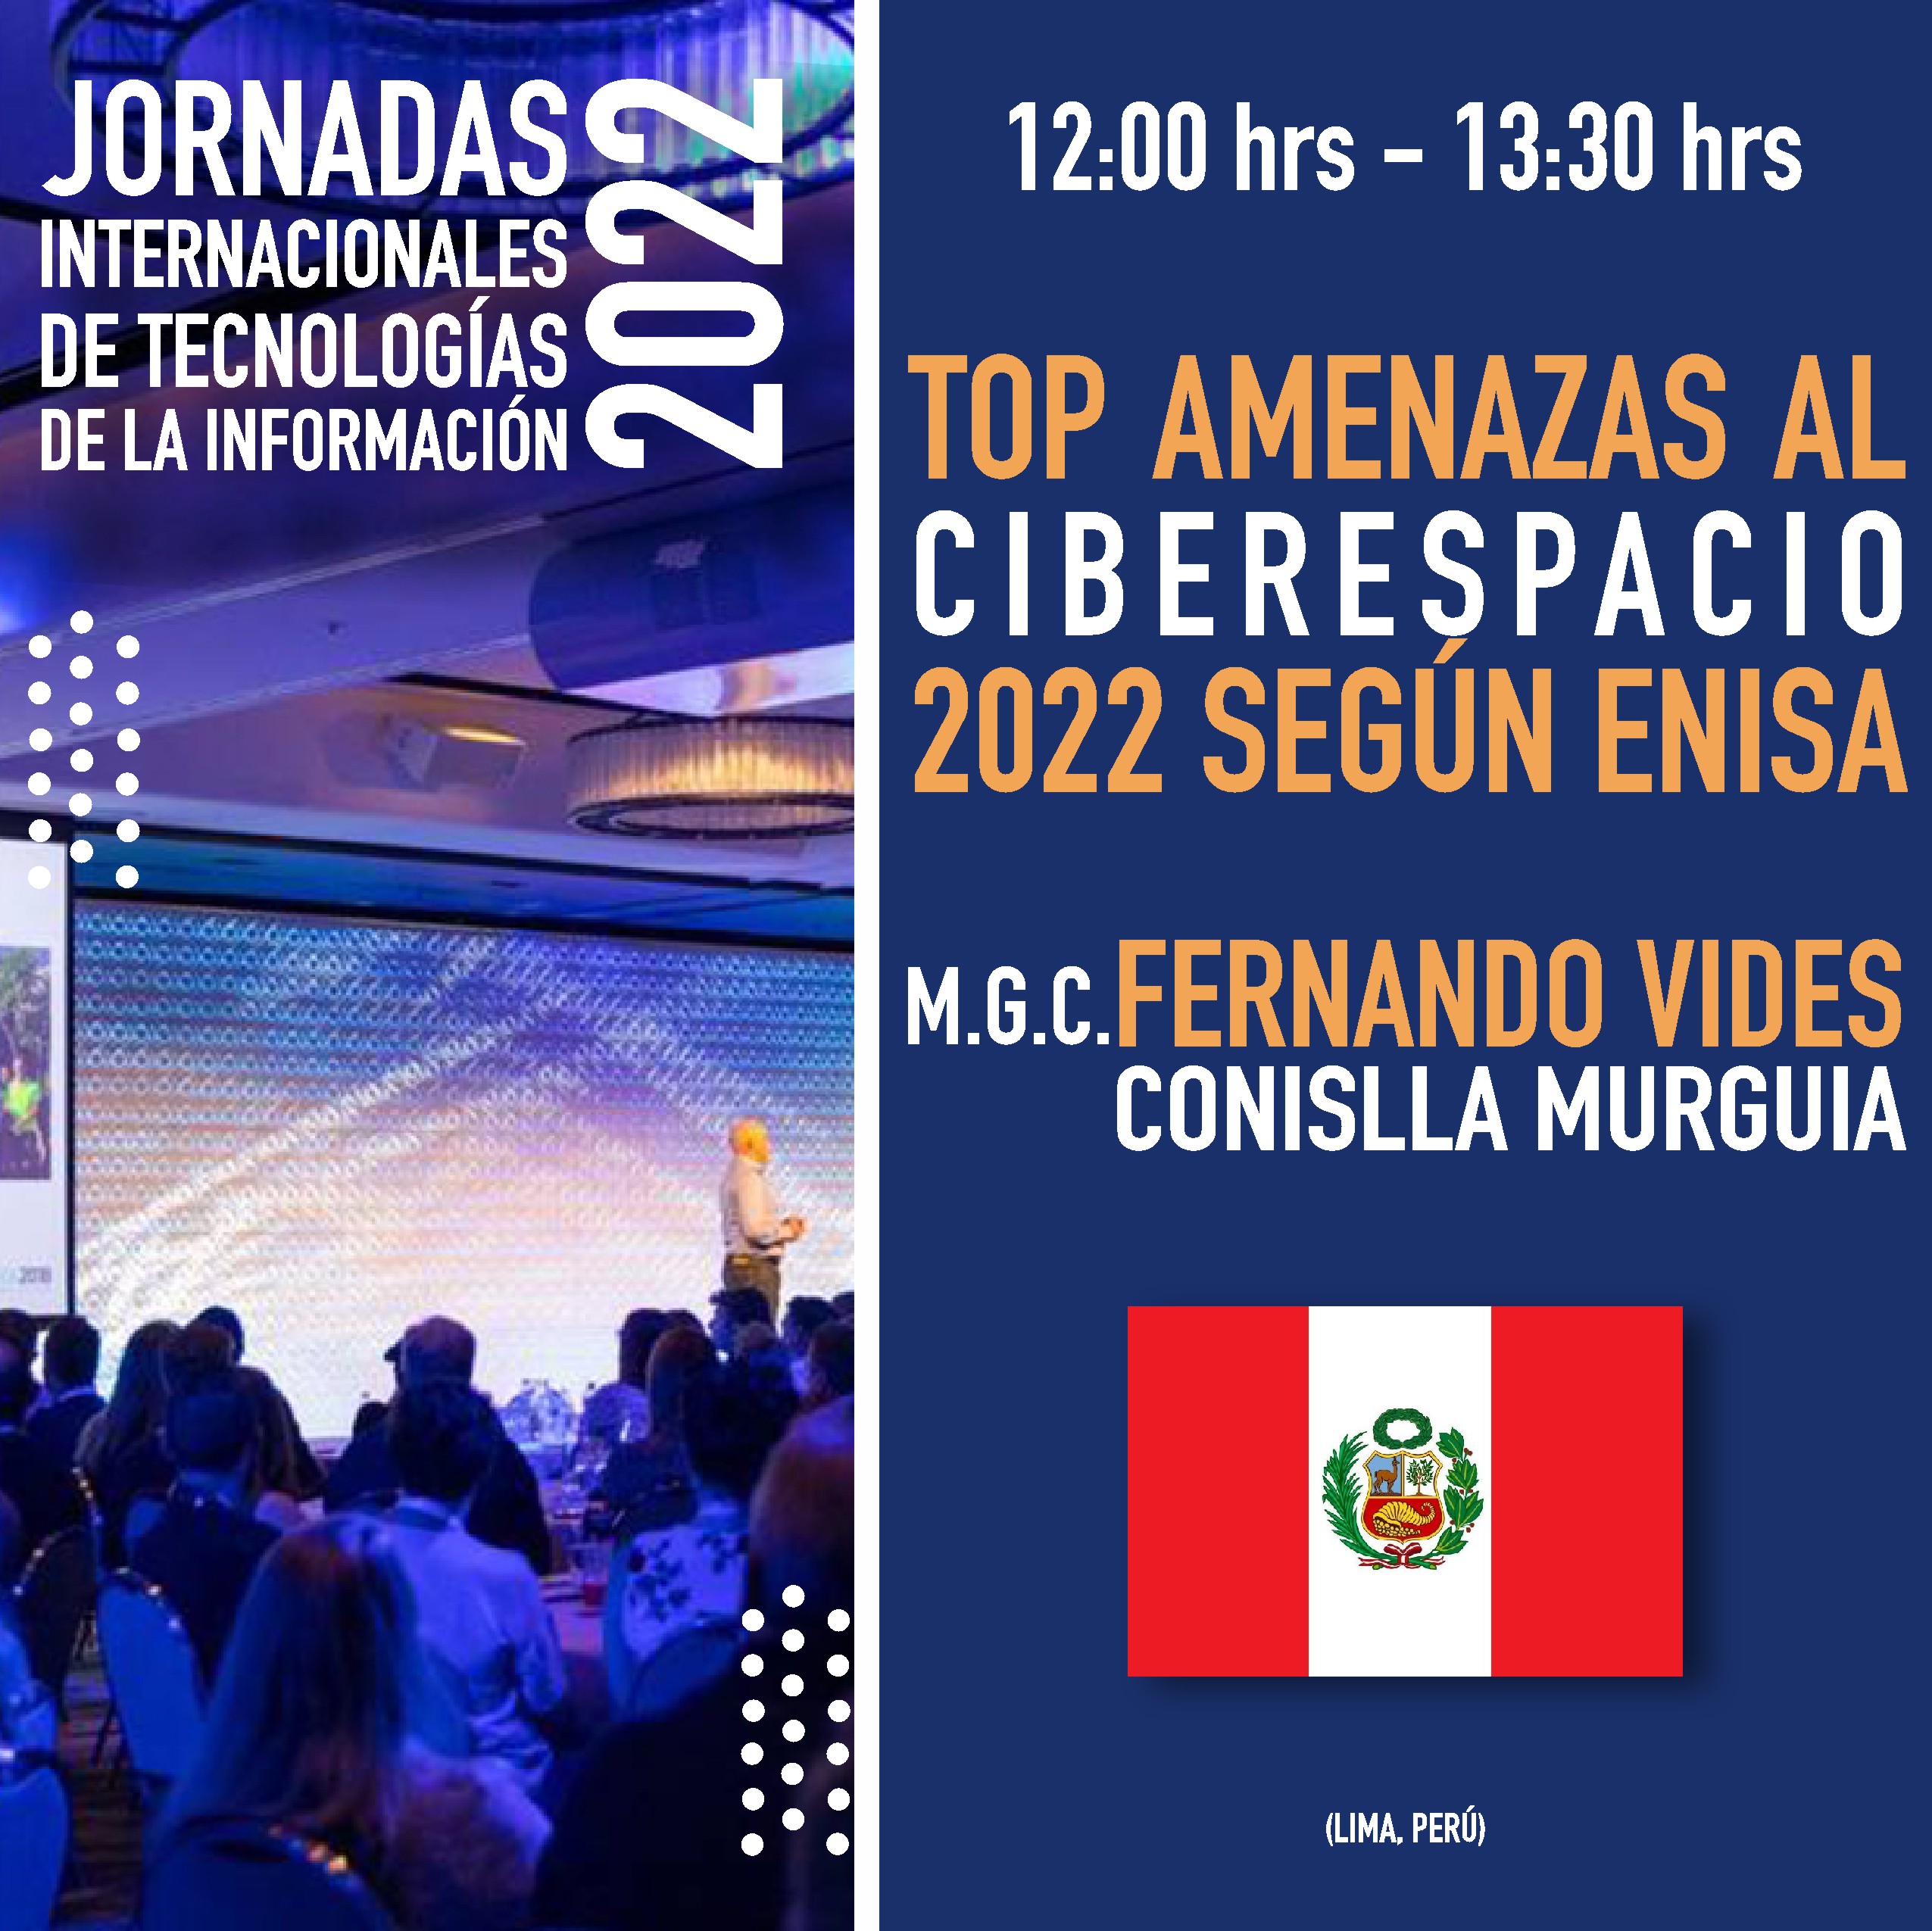 JORNADAS
INTERNACIONALES
DE TECNOLOGÍAS
DE LA INFORMACIÓN
2022
12:00 hrs – 13:30 hrs
TOP AMENAZAS AL
CIBERESPACIO
2022 SEGÚN ENISA
M.G.C. FERNANDO VIDES
CONISLLA MURGUIA
(LIMA, PERÚ)
2018